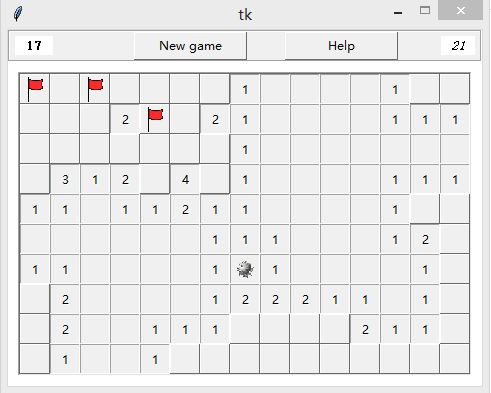 tk
17 New game Help 21
1 1
2 2 1 1 1 1
1
3 1 2 4 1 1 1 1
1 1 1 1 2 1 1 1
1 1 1 1 2
1 1 1 1 1
2 1 2 2 2 1 1 1
2 1 1 1 2 1 1
1 1